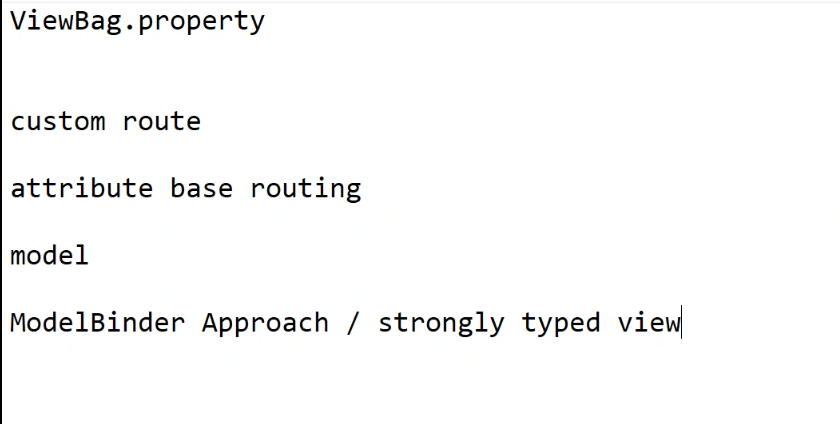 ViewBag.property
custom route
attribute base routing
model
ModelBinder Approach / strongly typed view